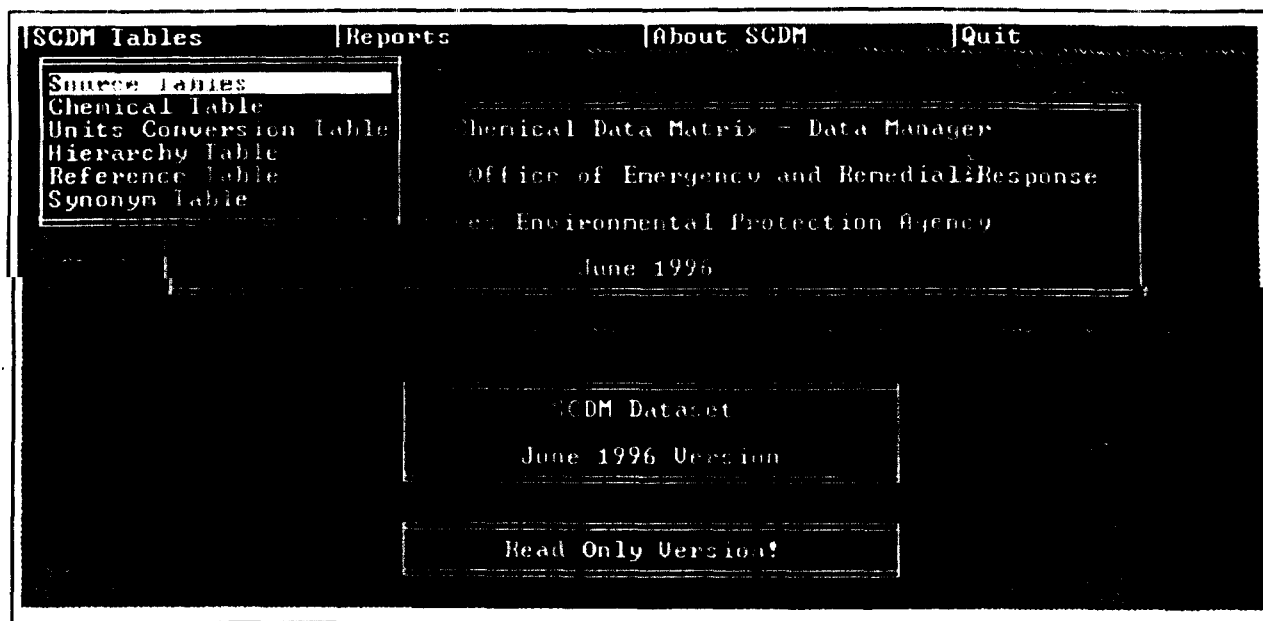 SCDM Tables Reports About SCDM Quit
Source Tables
Chemical Table
Units Conversion Table
Hierarchy Table
Reference Table
Synonym Table
Chemical Data Matrix - Data Manager
Office of Emergency and Remedial Response
es Environmental Protection Agency
June 1996
SCDM Dataset
June 1996 Version
Read Only Version!